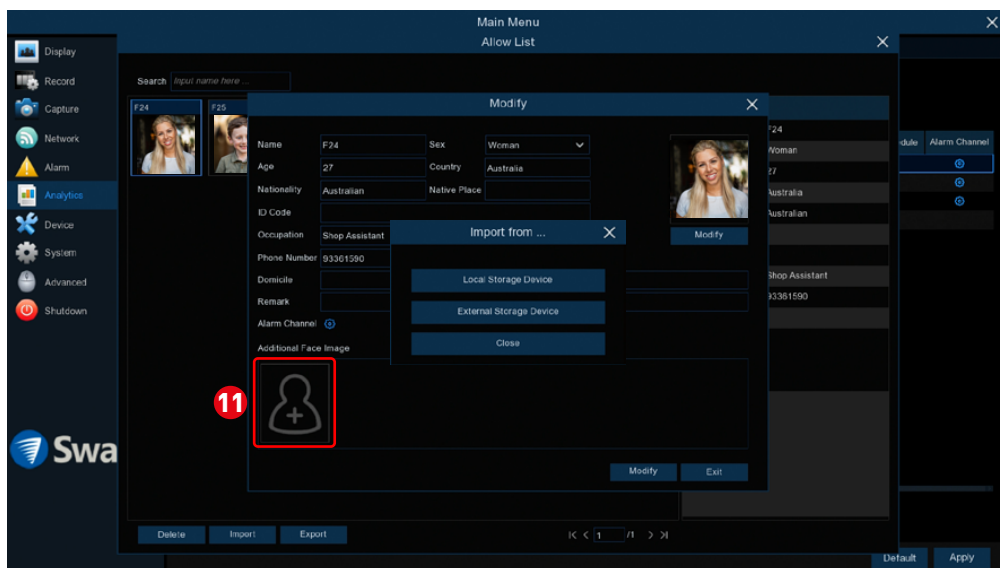 Main Menu
Allow List
Display
Record
Capture
Network
Alarm
Analytics
Device
System
Advanced
Shutdown
Swa
Search Input name here ...
F24 F25
Modify
Name F24 Sex Woman
Age 27 Country Australia
Nationality Australian Native Place
ID Code
Occupation Shop Assistant
Phone Number 93361590
Domicile
Remark
Alarm Channel
Additional Face Image
Modify
Import from ...
Local Storage Device
External Storage Device
Close
11
Modify Exit
F24
Woman
27
Australia
Australian
Shop Assistant
93361590
Alarm Channel
Delete Import Export
1 /1
Default Apply